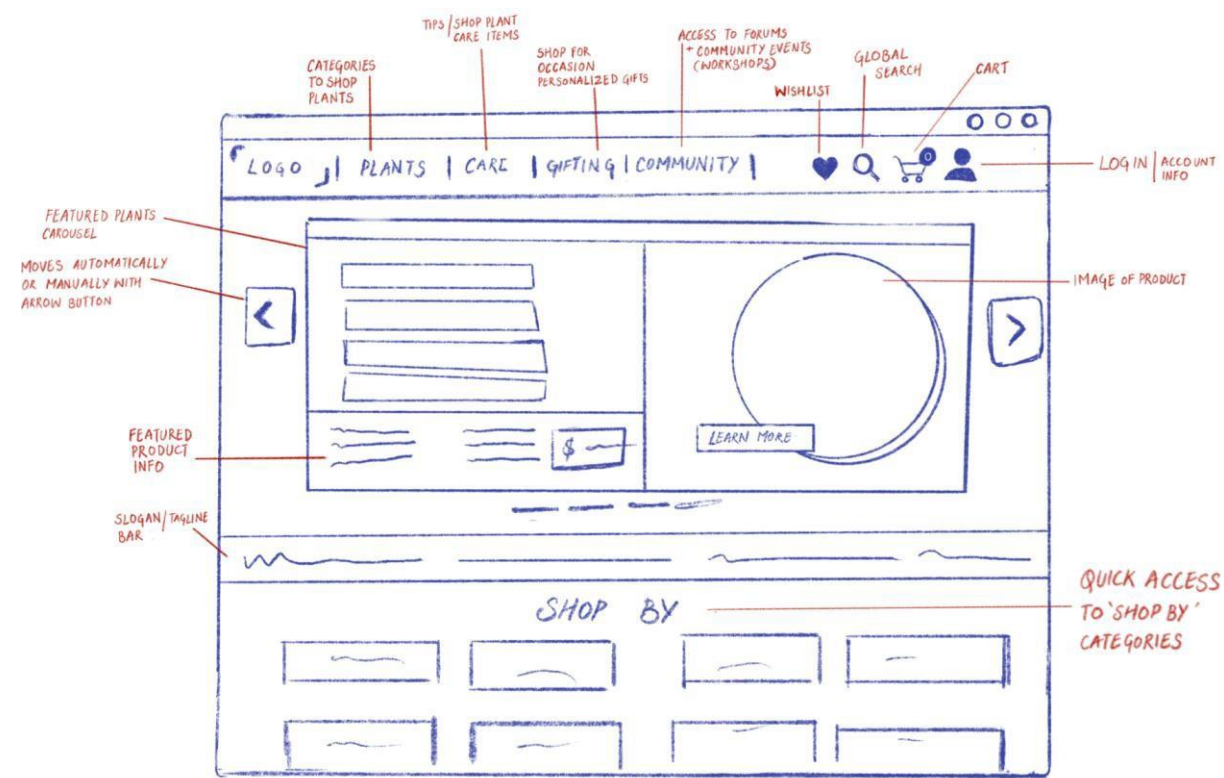 TIPS/SHOP PLANT
CARE ITEMS
CATEGORIES
TO SHOP
PLANTS
SHOP FOR
OCCASION
PERSONALIZED GIFTS
ACCESS TO FORUMS
+ COMMUNITY EVENTS
(WORKSHOPS)
WISHLIST
GLOBAL
SEARCH
CART
LOGO | PLANTS | CARE | GIFTING | COMMUNITY |
0
LOGIN | ACCOUNT
INFO
FEATURED PLANTS
CAROUSEL
MOVES AUTOMATICALLY
OR MANUALLY WITH
ARROW BUTTON
<
>
IMAGE OF PRODUCT
FEATURED
PRODUCT
INFO
$
LEARN MORE
SLOGAN/TAGLINE
BAR
SHOP BY
QUICK ACCESS
TO 'SHOP BY'
CATEGORIES